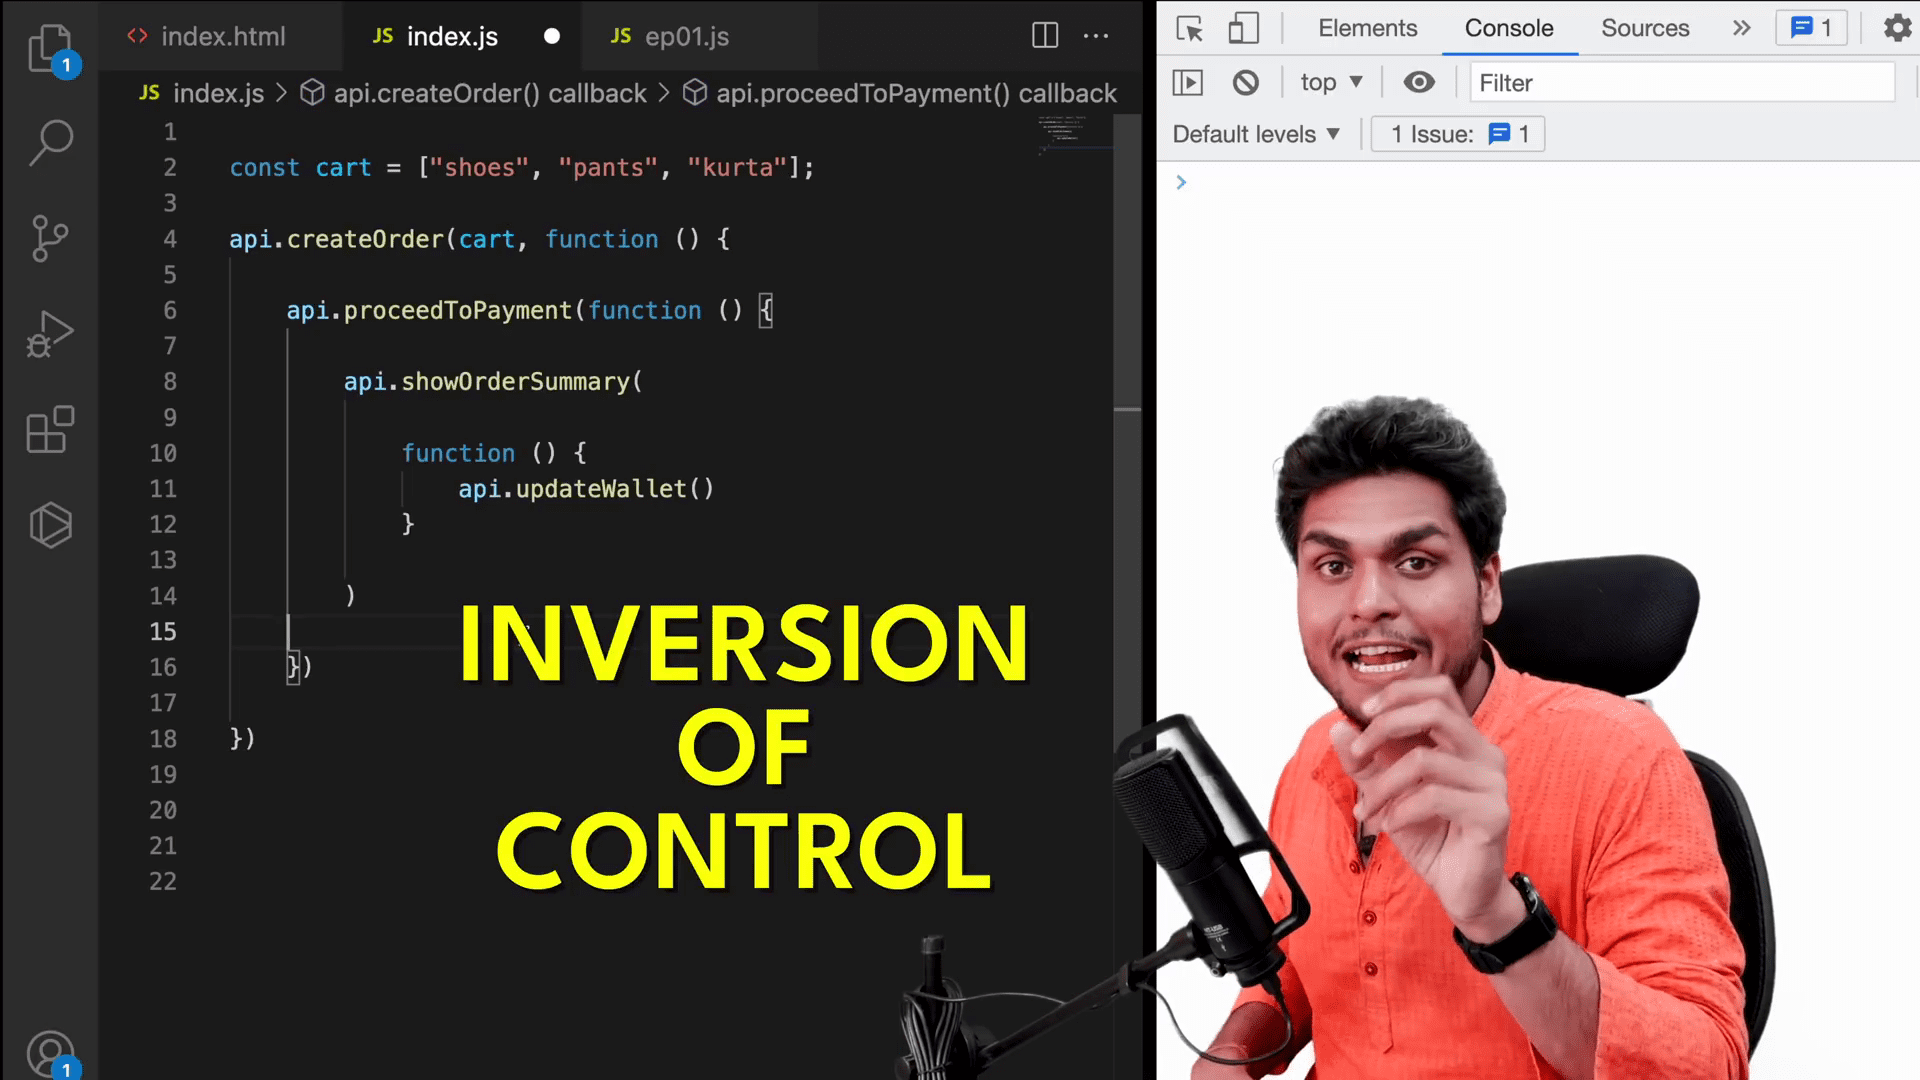 index.html
JS index.js
JS ep01.js
1
JS index.js > api.createOrder() callback > api.proceedToPayment() callback
1
2 const cart = ["shoes", "pants", "kurta"];
3
4 api.createOrder(cart, function () {
5
6 api.proceedToPayment(function () {
7
8 api.showOrderSummary(
9
10 function () {
11 api.updateWallet()
12 }
13
14 )
15
16 })
17
18 })
19
20
21
22
1
INVERSION
OF
CONTROL
Elements Console Sources » 1
top ▼ Filter
Default levels ▼ 1 Issue: 1
>